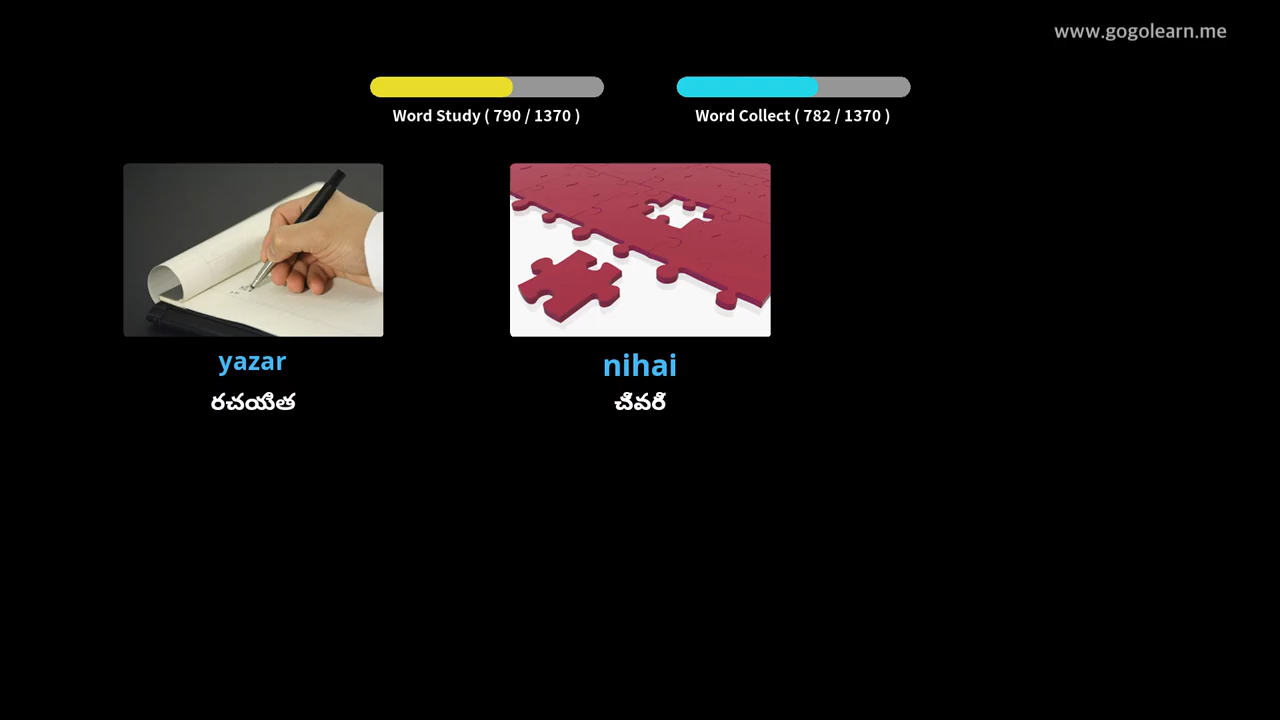 www.gogolearn.me
Word Study ( 790 / 1370 )
Word Collect ( 782 / 1370 )
yazar
రచయిత
nihai
చివరి